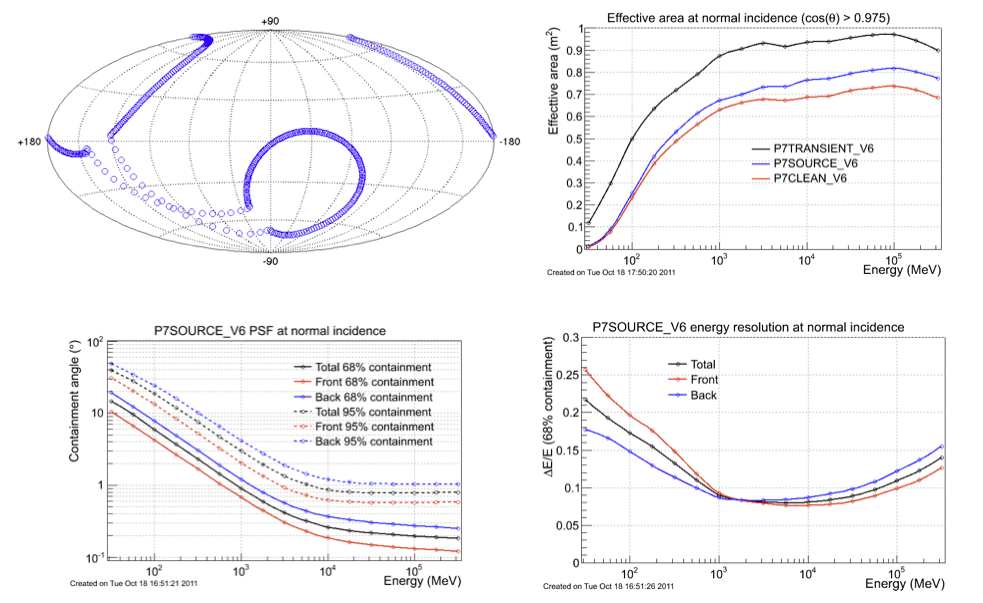 +90
+180
-180
-90
Effective area at normal incidence (cos(θ) > 0.975)
Effective area (m²)
1
0.9
0.8
0.7
0.6
0.5
0.4
0.3
0.2
0.1
0
P7TRANSIENT_V6
P7SOURCE_V6
P7CLEAN_V6
10² 10³ 10⁴ 10⁵
Energy (MeV)
Created on Tue Oct 18 17:50:20 2011
P7SOURCE_V6 PSF at normal incidence
Containment angle (°)
10²
10
1
10⁻¹
Total 68% containment
Front 68% containment
Back 68% containment
Total 95% containment
Front 95% containment
Back 95% containment
10² 10³ 10⁴ 10⁵
Energy (MeV)
Created on Tue Oct 18 16:51:21 2011
P7SOURCE_V6 energy resolution at normal incidence
ΔE/E (68% containment)
0.3
0.25
0.2
0.15
0.1
0.05
0
Total
Front
Back
10² 10³ 10⁴ 10⁵
Energy (MeV)
Created on Tue Oct 18 16:51:26 2011